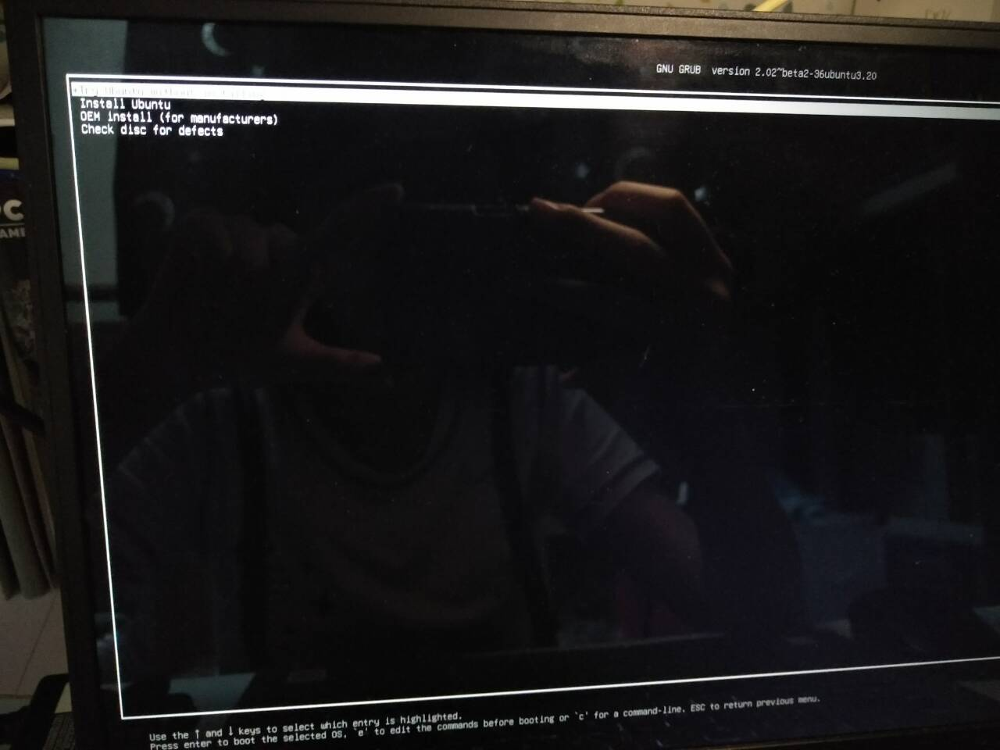 GNU GRUB version 2.02~beta2-36ubuntu3.20
*Try Ubuntu without installing
Install Ubuntu
OEM install (for manufacturers)
Check disc for defects
Use the ↑ and ↓ keys to select which entry is highlighted.
Press enter to boot the selected OS, `e' to edit the commands before booting or `c' for a command-line. ESC to return previous menu.